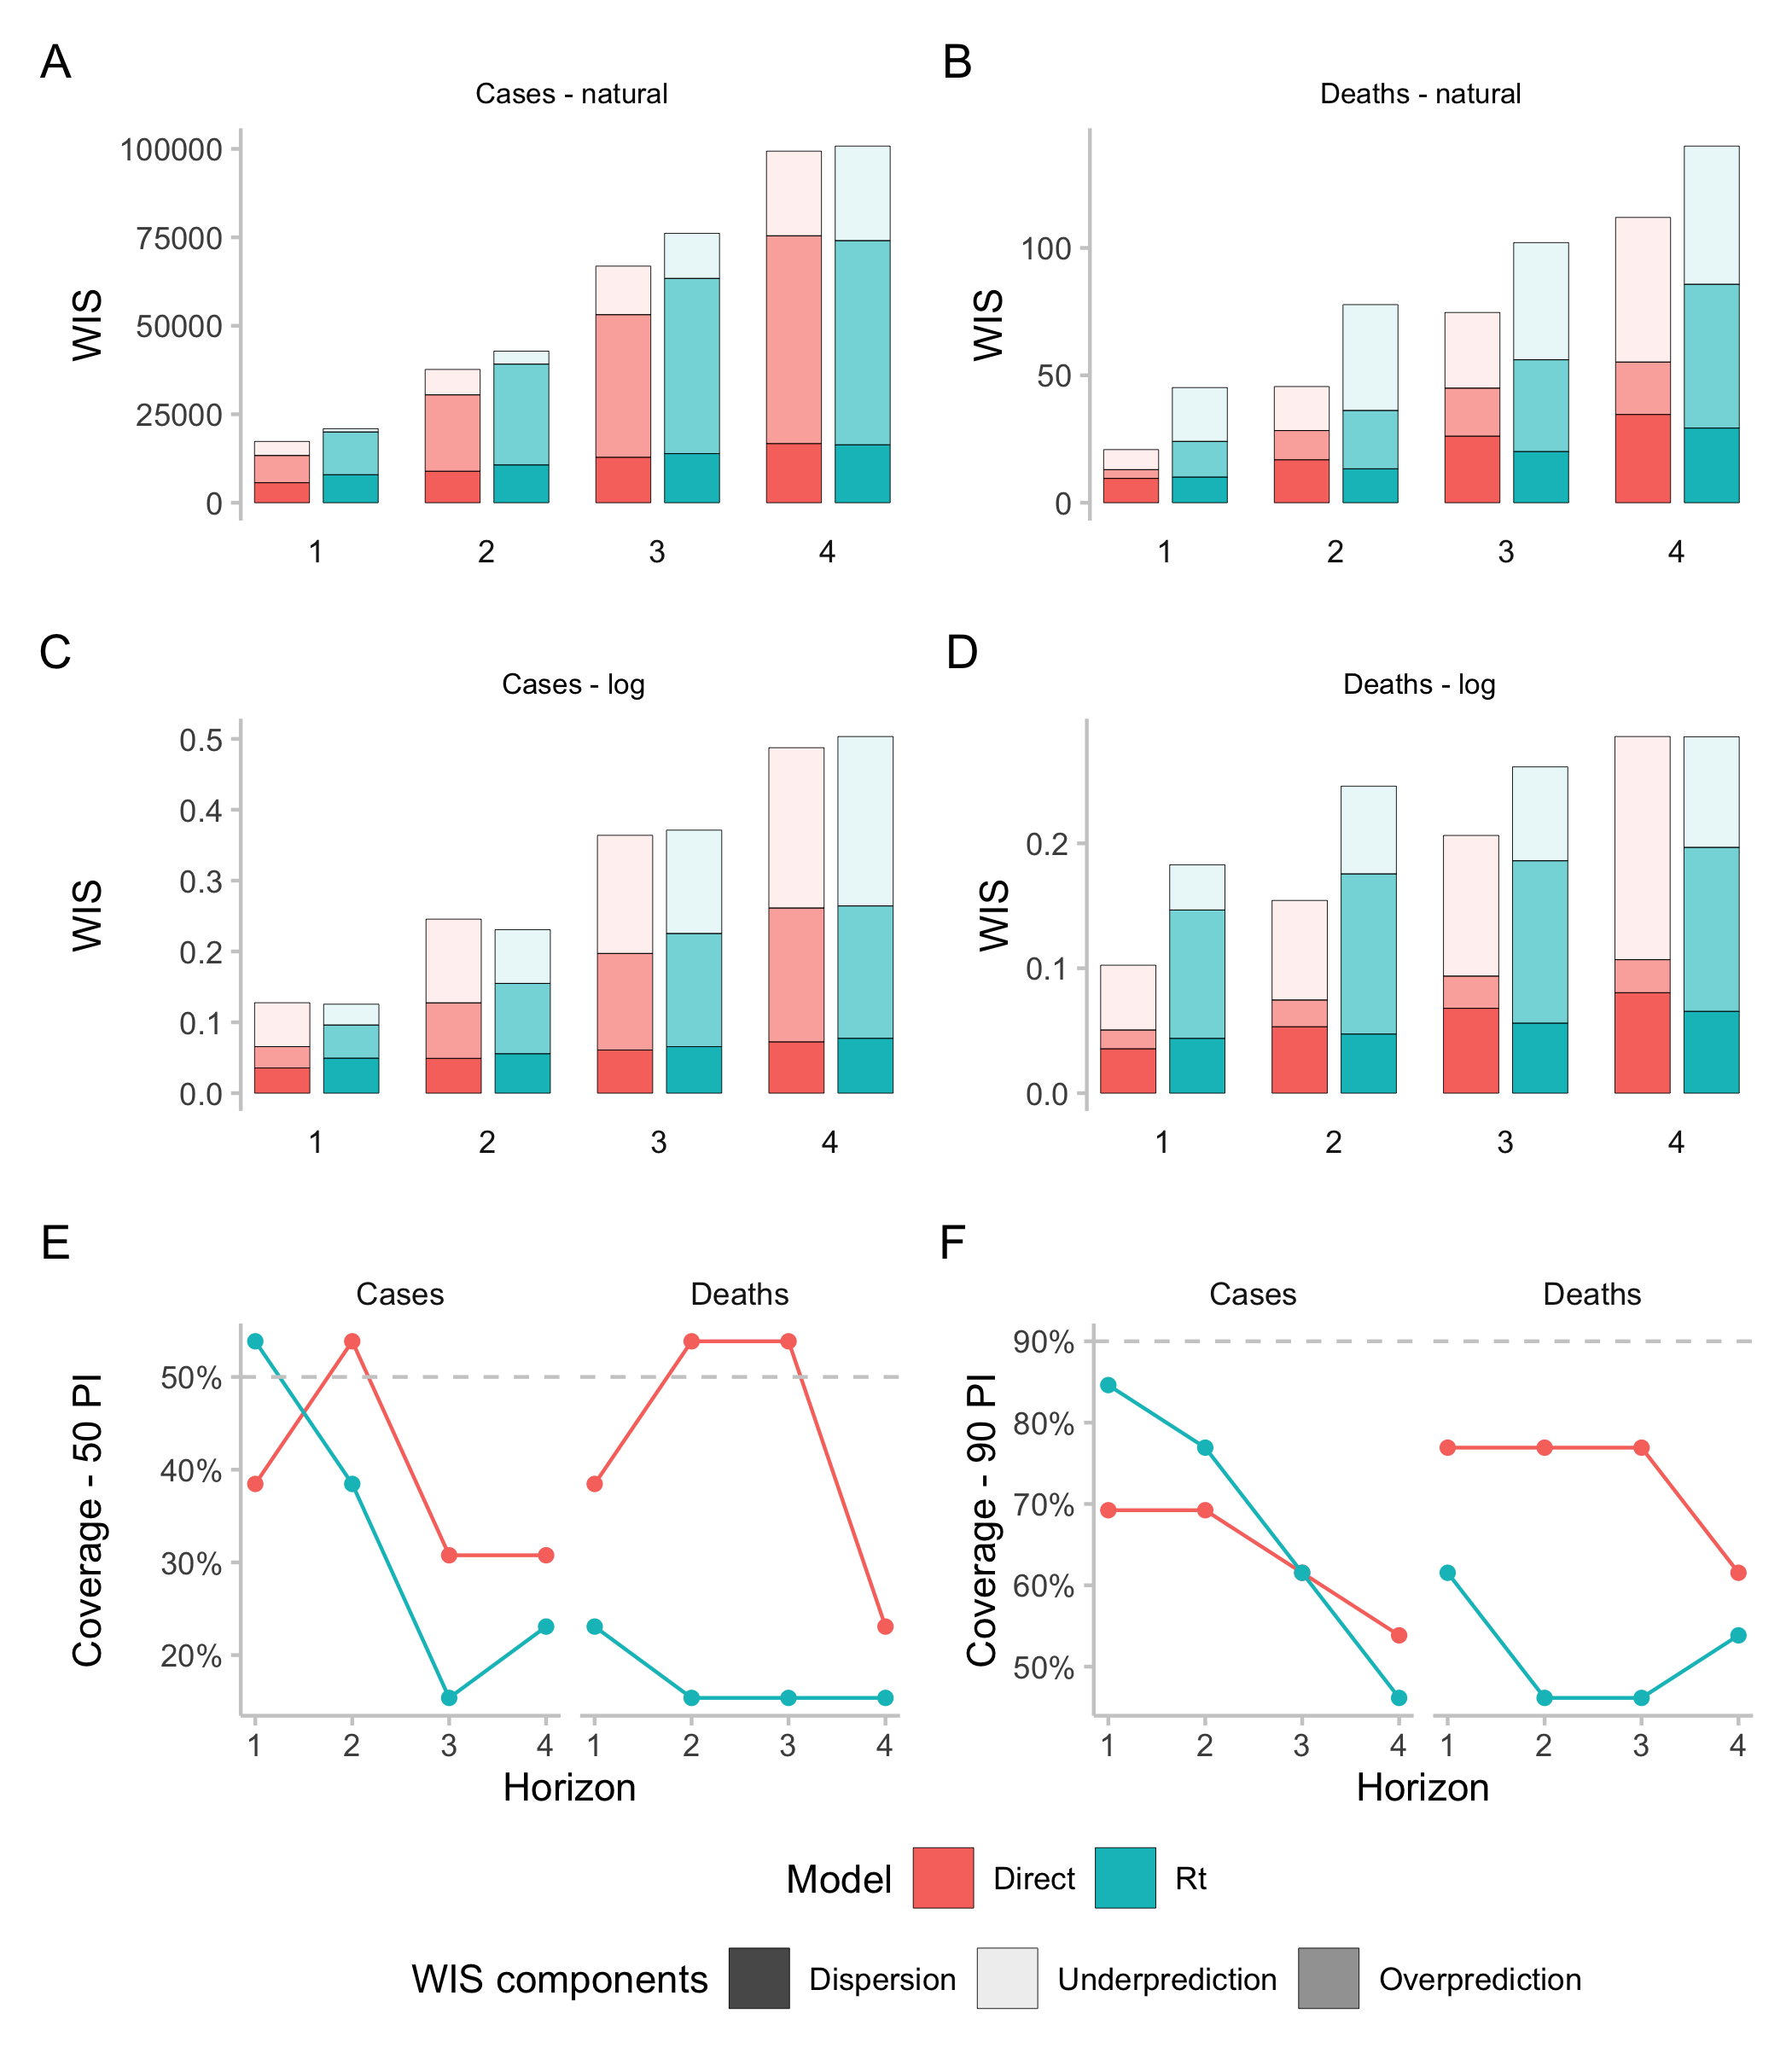 A
B
Cases - natural
Deaths - natural
WIS
100000
75000
50000
25000
0
1 2 3 4
WIS
100
50
0
1 2 3 4
C
D
Cases - log
Deaths - log
WIS
0.5
0.4
0.3
0.2
0.1
0.0
1 2 3 4
WIS
0.2
0.1
0.0
1 2 3 4
E
F
Cases Deaths
Coverage - 50 PI
50%
40%
30%
20%
1 2 3 4 1 2 3 4
Horizon
Cases Deaths
Coverage - 90 PI
90%
80%
70%
60%
50%
1 2 3 4 1 2 3 4
Horizon
Model Direct Rt
WIS components Dispersion Underprediction Overprediction